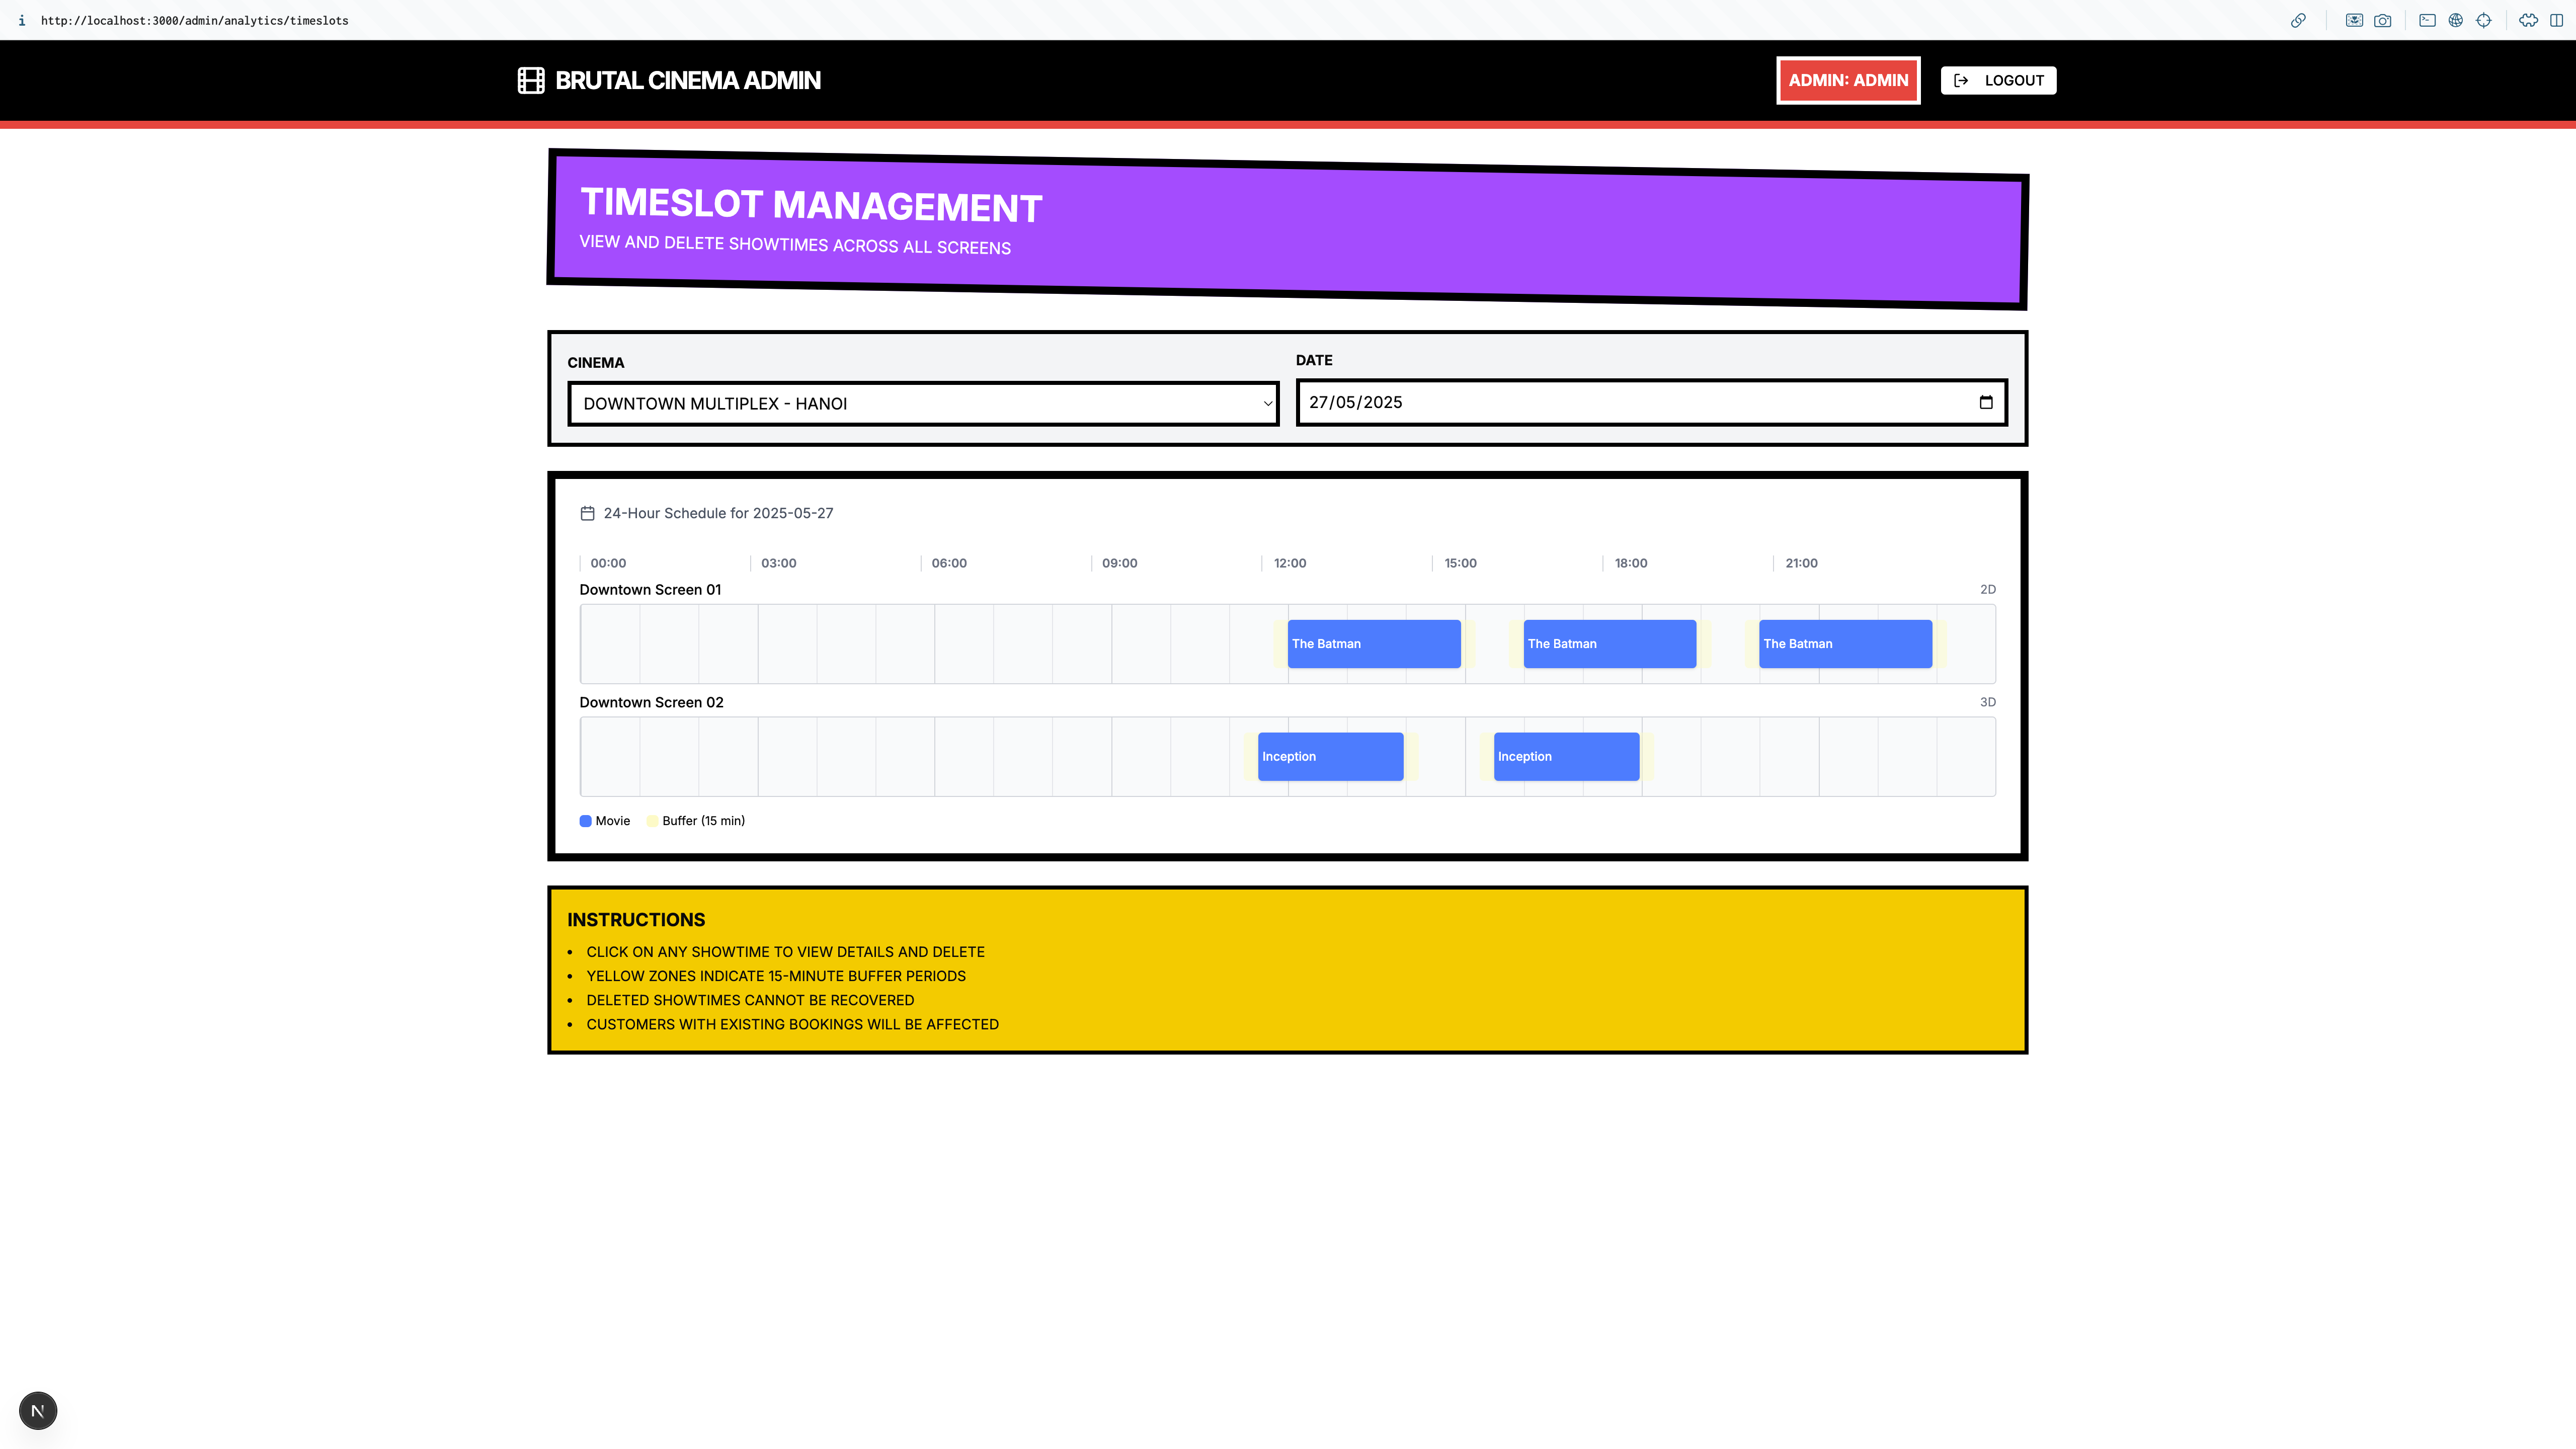 http://localhost:3000/admin/analytics/timeslots
BRUTAL CINEMA ADMIN
ADMIN: ADMIN
LOGOUT
TIMESLOT MANAGEMENT
VIEW AND DELETE SHOWTIMES ACROSS ALL SCREENS
CINEMA
DATE
DOWNTOWN MULTIPLEX - HANOI
27/05/2025
24-Hour Schedule for 2025-05-27
00:00 03:00 06:00 09:00 12:00 15:00 18:00 21:00
Downtown Screen 01 2D
The Batman The Batman The Batman
Downtown Screen 02 3D
Inception Inception
Movie Buffer (15 min)
INSTRUCTIONS
• CLICK ON ANY SHOWTIME TO VIEW DETAILS AND DELETE
• YELLOW ZONES INDICATE 15-MINUTE BUFFER PERIODS
• DELETED SHOWTIMES CANNOT BE RECOVERED
• CUSTOMERS WITH EXISTING BOOKINGS WILL BE AFFECTED
N